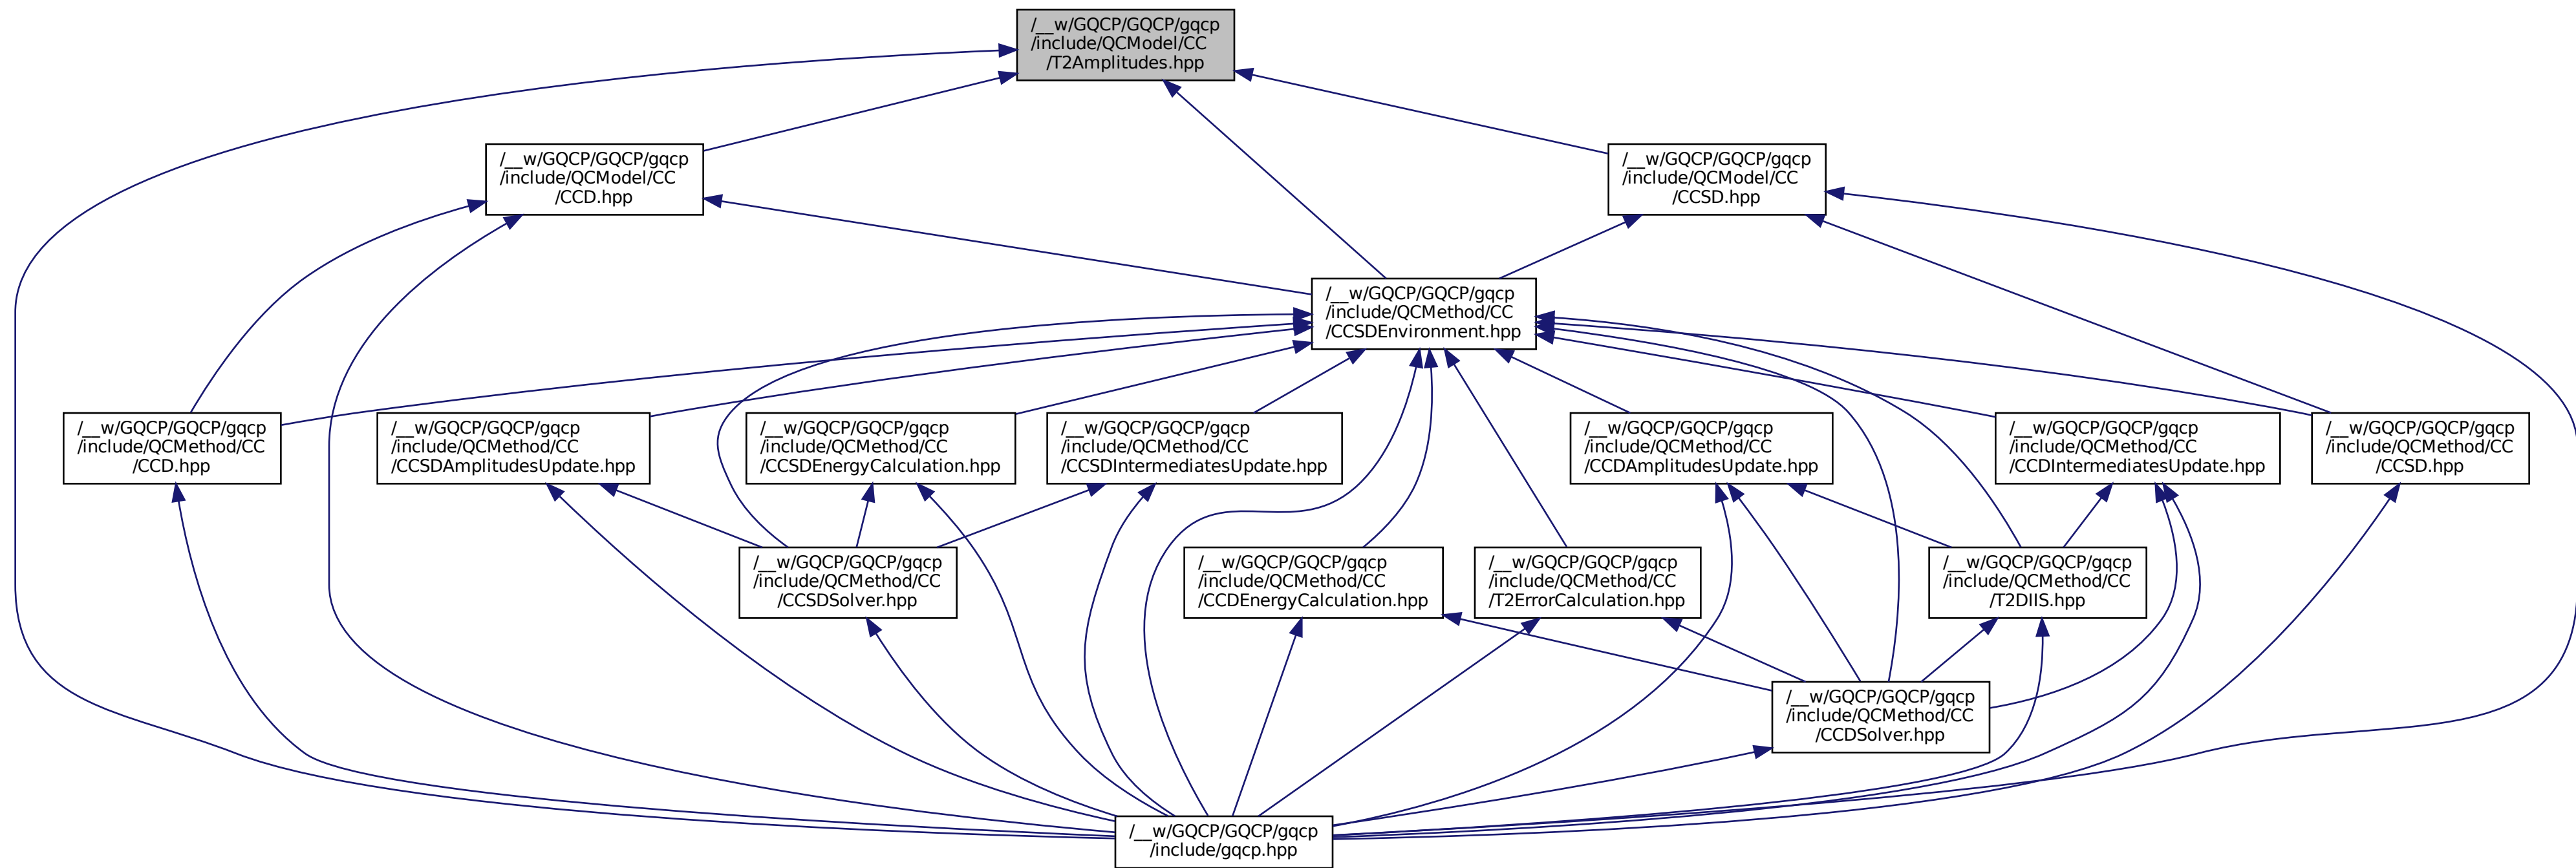 /__w/GQCP/GQCP/gqcp
/include/QCModel/CC
/T2Amplitudes.hpp
/__w/GQCP/GQCP/gqcp
/include/QCModel/CC
/CCD.hpp
/__w/GQCP/GQCP/gqcp
/include/QCModel/CC
/CCSD.hpp
/__w/GQCP/GQCP/gqcp
/include/QCMethod/CC
/CCSDEnvironment.hpp
/__w/GQCP/GQCP/gqcp
/include/QCMethod/CC
/CCD.hpp
/__w/GQCP/GQCP/gqcp
/include/QCMethod/CC
/CCSDAmplitudesUpdate.hpp
/__w/GQCP/GQCP/gqcp
/include/QCMethod/CC
/CCSDEnergyCalculation.hpp
/__w/GQCP/GQCP/gqcp
/include/QCMethod/CC
/CCSDIntermediatesUpdate.hpp
/__w/GQCP/GQCP/gqcp
/include/QCMethod/CC
/CCDAmplitudesUpdate.hpp
/__w/GQCP/GQCP/gqcp
/include/QCMethod/CC
/CCDIntermediatesUpdate.hpp
/__w/GQCP/GQCP/gqcp
/include/QCMethod/CC
/CCSD.hpp
/__w/GQCP/GQCP/gqcp
/include/QCMethod/CC
/CCSDSolver.hpp
/__w/GQCP/GQCP/gqcp
/include/QCMethod/CC
/CCDEnergyCalculation.hpp
/__w/GQCP/GQCP/gqcp
/include/QCMethod/CC
/T2ErrorCalculation.hpp
/__w/GQCP/GQCP/gqcp
/include/QCMethod/CC
/T2DIIS.hpp
/__w/GQCP/GQCP/gqcp
/include/QCMethod/CC
/CCDSolver.hpp
/__w/GQCP/GQCP/gqcp
/include/gqcp.hpp